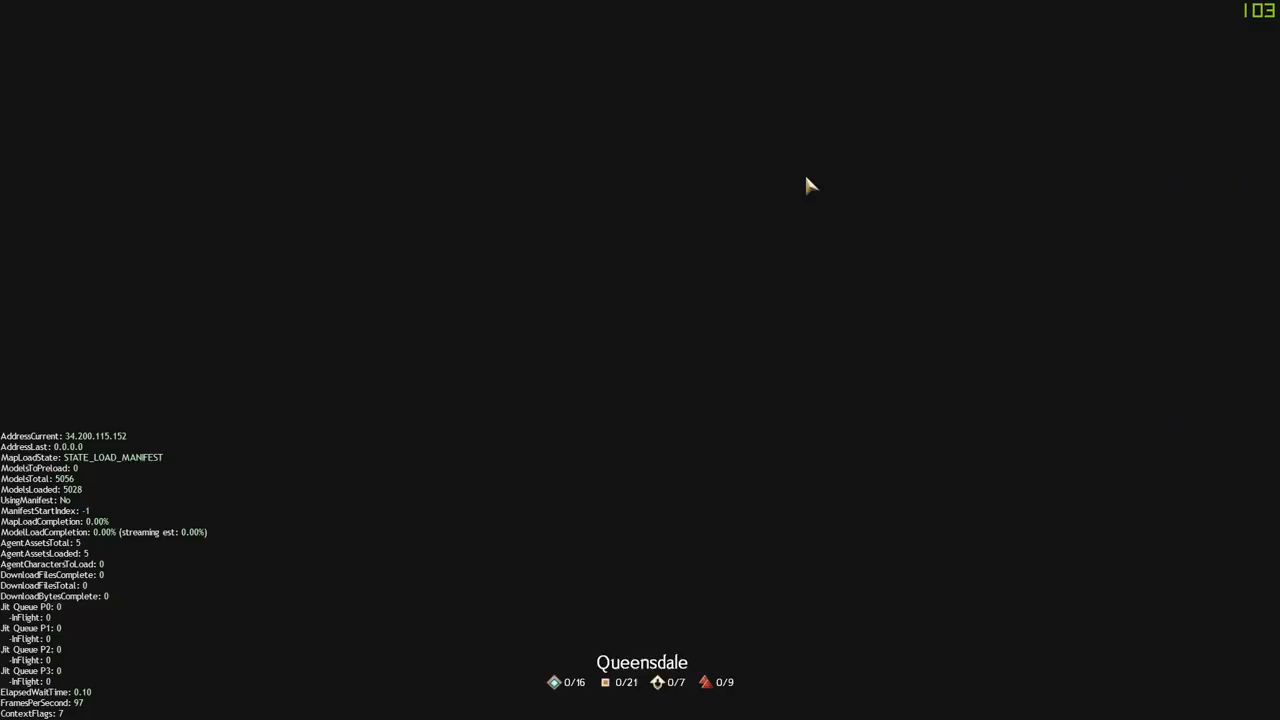 103
AddressCurrent: 34.200.115.152
AddressLast: 0.0.0.0
MapLoadState: STATE_LOAD_MANIFEST
ModelsToPreload: 0
ModelsTotal: 5056
ModelsLoaded: 5028
UsingManifest: No
ManifestStartIndex: -1
MapLoadCompletion: 0.00%
ModelLoadCompletion: 0.00% (streaming est: 0.00%)
AgentAssetsTotal: 5
AgentAssetsLoaded: 5
AgentCharactersToLoad: 0
DownloadFilesComplete: 0
DownloadFilesTotal: 0
DownloadBytesComplete: 0
Jit Queue P0: 0
-InFlight: 0
Jit Queue P1: 0
-InFlight: 0
Jit Queue P2: 0
-InFlight: 0
Jit Queue P3: 0
-InFlight: 0
ElapsedWaitTime: 0.10
FramesPerSecond: 97
ContextFlags: 7
Queensdale
0/16 0/21 0/7 0/9